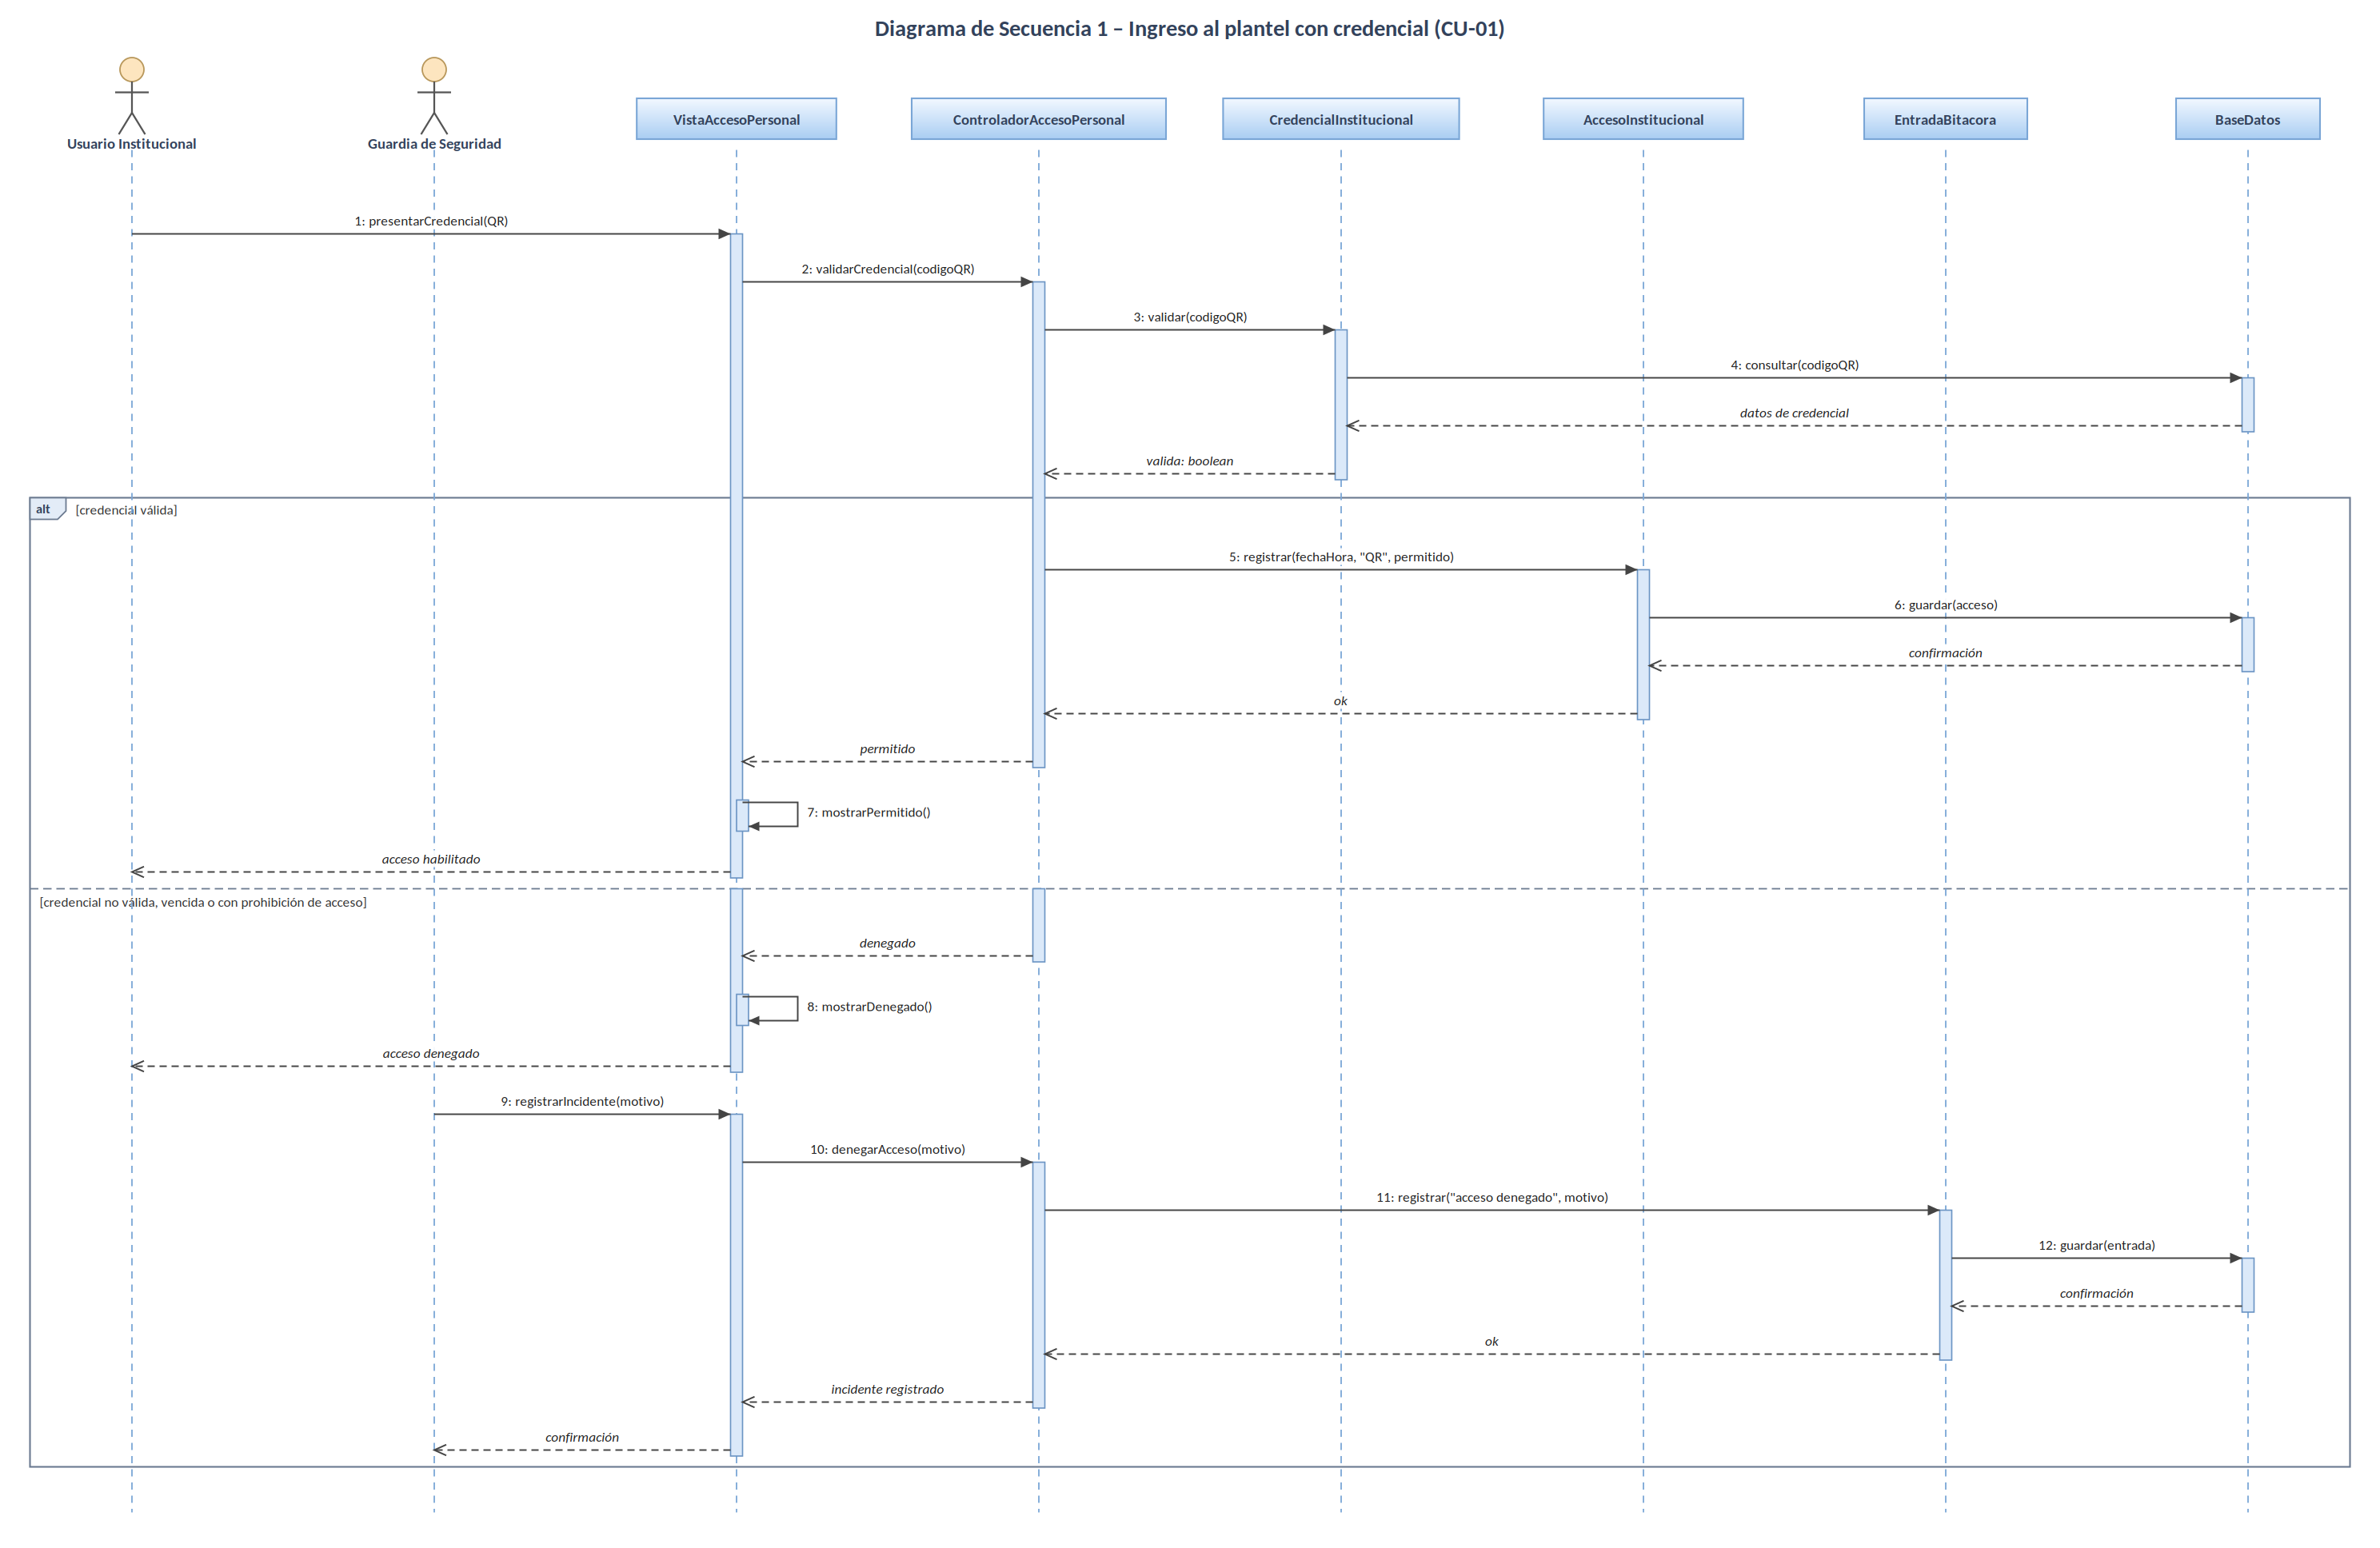 Diagrama de Secuencia 1 – Ingreso al plantel con credencial (CU-01)
Usuario Institucional
Guardia de Seguridad
VistaAccesoPersonal
ControladorAccesoPersonal
CredencialInstitucional
AccesoInstitucional
EntradaBitacora
BaseDatos
1: presentarCredencial(QR)
2: validarCredencial(codigoQR)
3: validar(codigoQR)
4: consultar(codigoQR)
datos de credencial
valida: boolean
alt
[credencial válida]
5: registrar(fechaHora, "QR", permitido)
6: guardar(acceso)
confirmación
ok
permitido
7: mostrarPermitido()
acceso habilitado
[credencial no válida, vencida o con prohibición de acceso]
denegado
8: mostrarDenegado()
acceso denegado
9: registrarIncidente(motivo)
10: denegarAcceso(motivo)
11: registrar("acceso denegado", motivo)
12: guardar(entrada)
confirmación
ok
incidente registrado
confirmación